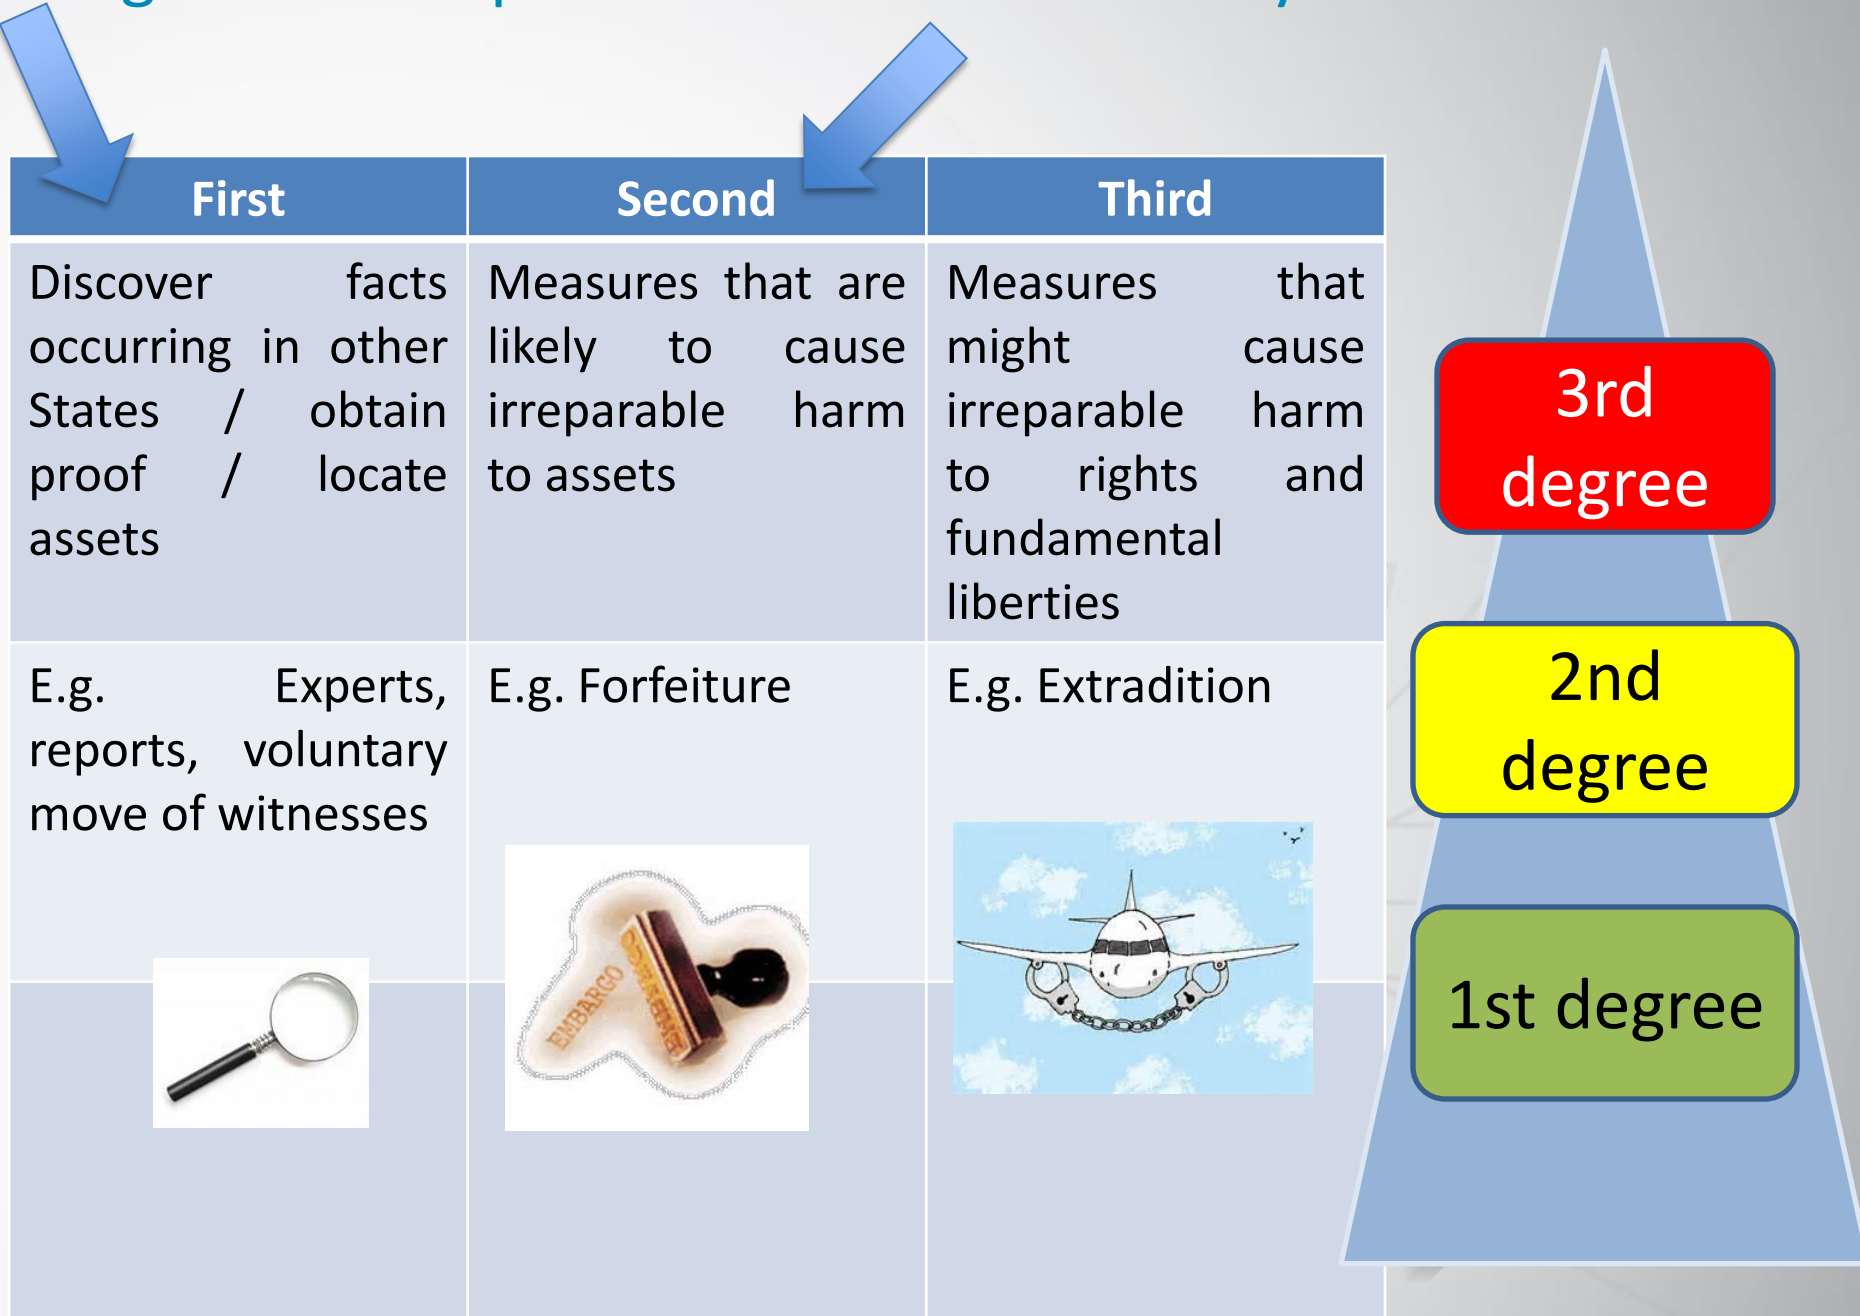 First
Second
Third
Discover facts
occurring in other
States / obtain
proof / locate
assets
Measures that are
likely to cause
irreparable harm
to assets
Measures that
might cause
irreparable harm
to rights and
fundamental
liberties
E.g. Experts,
reports, voluntary
move of witnesses
E.g. Forfeiture
E.g. Extradition
EMBARGO
3rd
degree
2nd
degree
1st degree